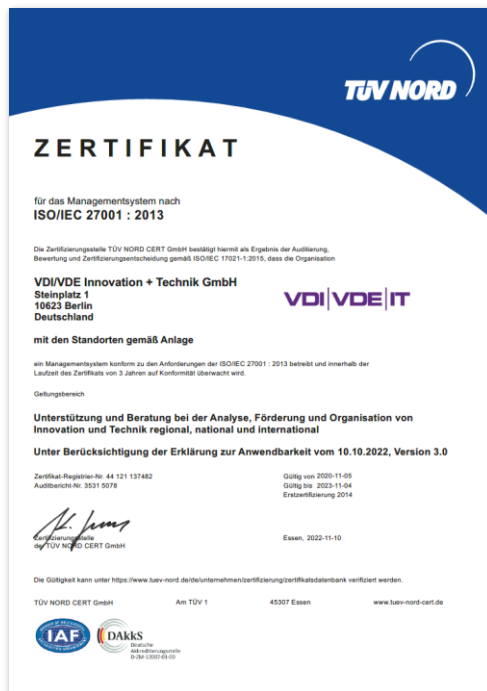 TÜV NORD
ZERTIFIKAT
für das Managementsystem nach
ISO/IEC 27001 : 2013
Die Zertifizierungsstelle TÜV NORD CERT GmbH bestätigt hiermit als Ergebnis der Auditierung,
Bewertung und Zertifizierungsentscheidung gemäß ISO/IEC 17021-1:2015, dass die Organisation
VDI/VDE Innovation + Technik GmbH
Steinplatz 1
10623 Berlin
Deutschland
VDI|VDE|IT
mit den Standorten gemäß Anlage
ein Managementsystem konform zu den Anforderungen der ISO/IEC 27001 : 2013 betreibt und innerhalb der
Laufzeit des Zertifikats von 3 Jahren auf Konformität überwacht wird.
Geltungsbereich
Unterstützung und Beratung bei der Analyse, Förderung und Organisation von
Innovation und Technik regional, national und international
Unter Berücksichtigung der Erklärung zur Anwendbarkeit vom 10.10.2022, Version 3.0
Zertifikat-Registrier-Nr. 44 121 137482
Auditbericht-Nr. 3531 5078
Gültig von 2020-11-05
Gültig bis 2023-11-04
Erstzertifizierung 2014
Zertifizierungsstelle
der TÜV NORD CERT GmbH
Essen, 2022-11-10
Die Gültigkeit kann unter https://www.tuev-nord.de/de/unternehmen/zertifizierung/zertifikatsdatenbank verifiziert werden.
TÜV NORD CERT GmbH Am TÜV 1 45307 Essen www.tuev-nord-cert.de
IAF
DAkkS
Deutsche
Akkreditierungsstelle
D-ZM-12007-01-00